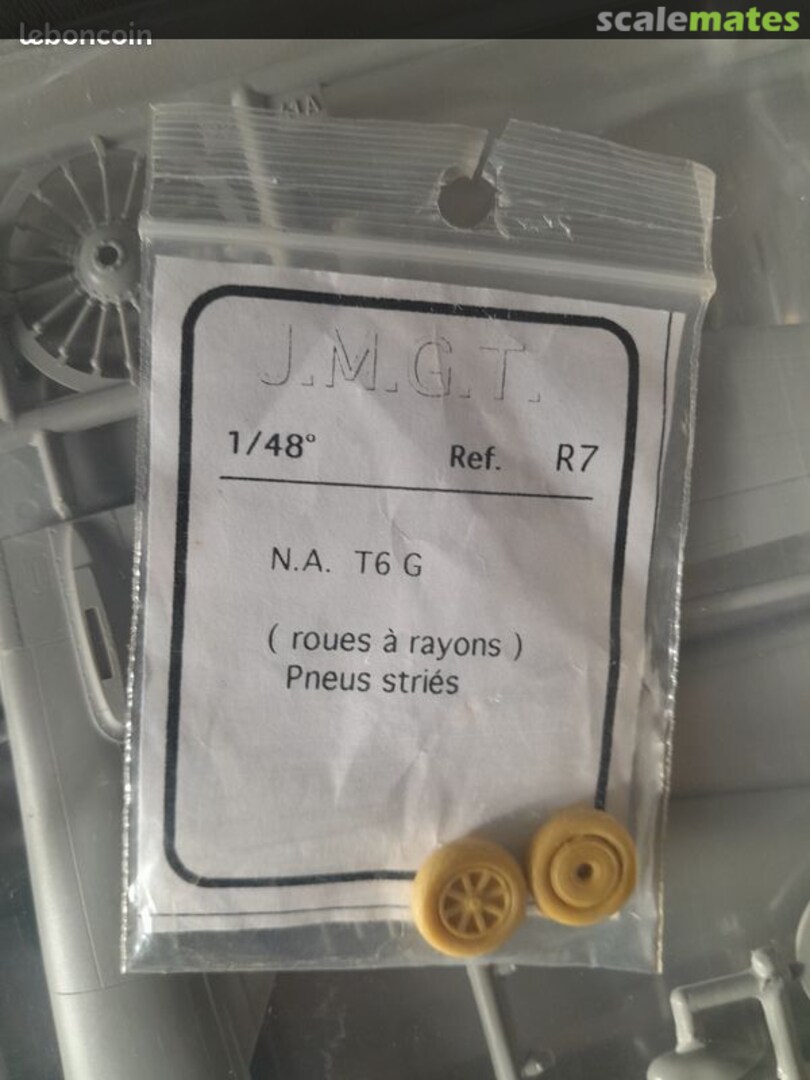 leboncoin
scalemates
J.M.G.T.
1/48° Ref. R7
N.A. T6 G
( roues à rayons )
Pneus striés